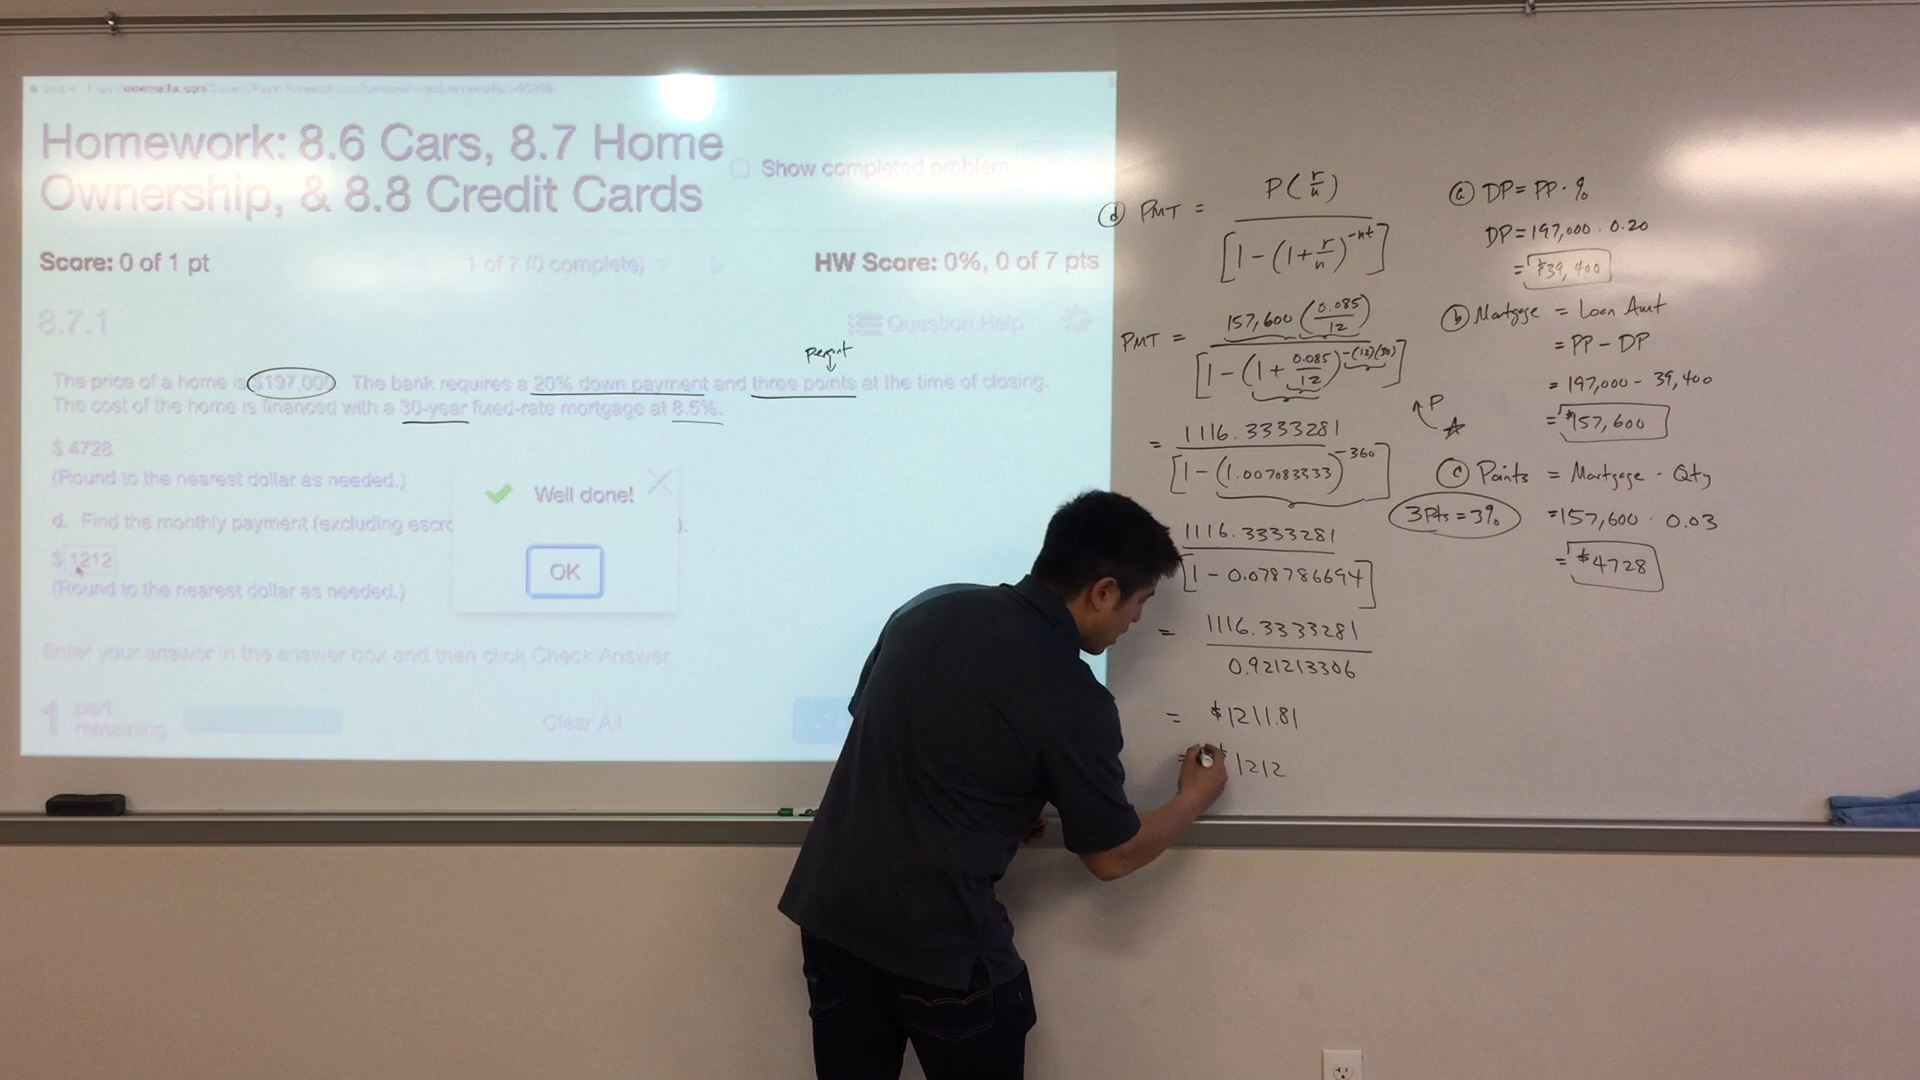 Homework: 8.6 Cars, 8.7 Home
Ownership, & 8.8 Credit Cards
Show completed problem
Score: 0 of 1 pt
1 of 7 (0 complete)
HW Score: 0%, 0 of 7 pts
8.7.1
Question Help
percent
The price of a home is $197,000. The bank requires a 20% down payment and three points at the time of closing.
The cost of the home is financed with a 30-year fixed-rate mortgage at 8.5%.
$ 4728
(Round to the nearest dollar as needed.)
d. Find the monthly payment (excluding escro
).
$ 1212
(Round to the nearest dollar as needed.)
Well done!
OK
Enter your answer in the answer box and then click Check Answer.
1 part
remaining
Clear All
(d) PMT = P(r/n) / [1-(1+r/n)^-nt]
PMT = 157,600(0.085/12) / [1-(1+0.085/12)^-(12)(30)]
= 1116.3333281 / [1-(1.007083333)^-360]
1116.3333281 / [1-0.078786694]
= 1116.3333281 / 0.921213306
= $1211.81
= $1212
(a) DP = PP · %
DP = 197,000 · 0.20
= $39,400
(b) Mortgage = Loan Amt
= PP - DP
= 197,000 - 39,400
= $157,600
P
(c) Points = Mortgage · Qty
3 Pts = 3%
= 157,600 · 0.03
= $4728